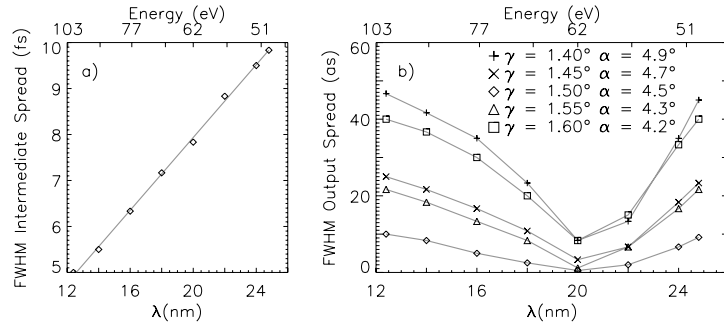 Energy (eV)
103 77 62 51
FWHM Intermediate Spread (fs)
10
9
8
7
6
5
a)
12 16 20 24
λ(nm)
Energy (eV)
103 77 62 51
FWHM Output Spread (as)
60
40
20
0
b)
γ = 1.40° α = 4.9°
γ = 1.45° α = 4.7°
γ = 1.50° α = 4.5°
γ = 1.55° α = 4.3°
γ = 1.60° α = 4.2°
12 14 16 18 20 22 24
λ(nm)